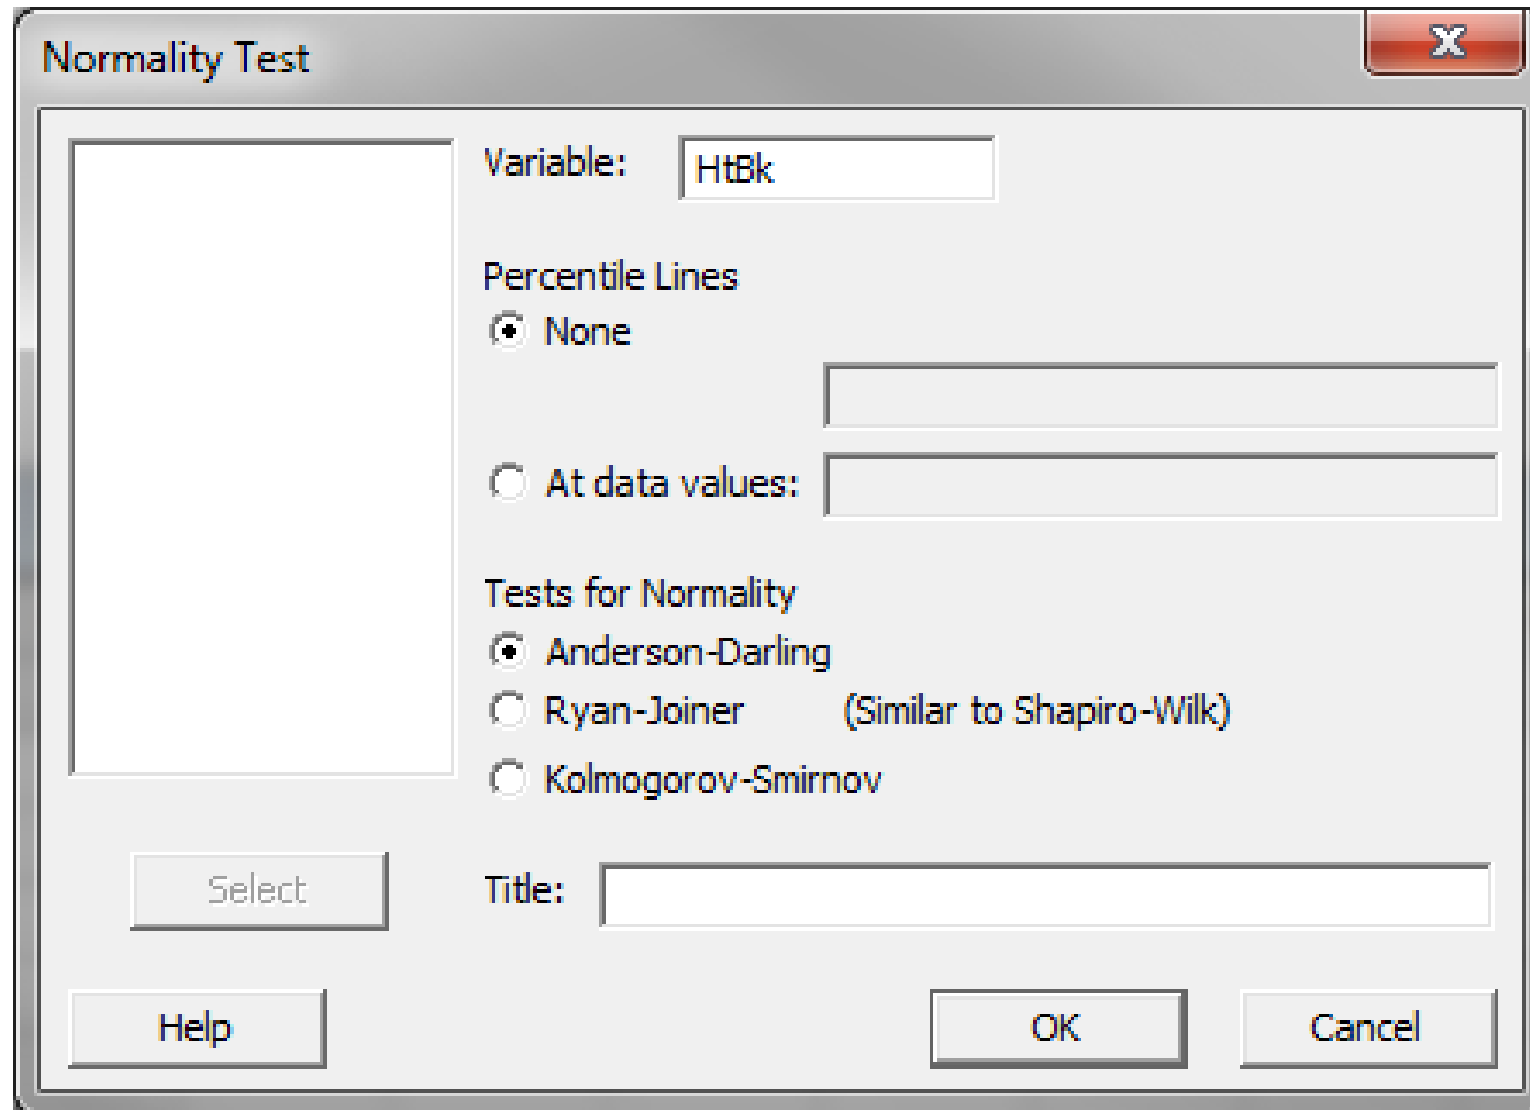 Normality Test
Variable: HtBk
Percentile Lines
None
At data values:
Tests for Normality
Anderson-Darling
Ryan-Joiner (Similar to Shapiro-Wilk)
Kolmogorov-Smirnov
Select
Title:
Help OK Cancel